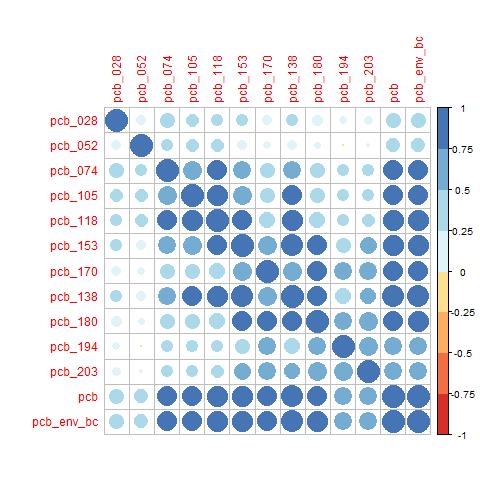 pcb_028
pcb_052
pcb_074
pcb_105
pcb_118
pcb_153
pcb_170
pcb_138
pcb_180
pcb_194
pcb_203
pcb
pcb_env_bc
pcb_028
pcb_052
pcb_074
pcb_105
pcb_118
pcb_153
pcb_170
pcb_138
pcb_180
pcb_194
pcb_203
pcb
pcb_env_bc
1
0.75
0.5
0.25
0
-0.25
-0.5
-0.75
-1